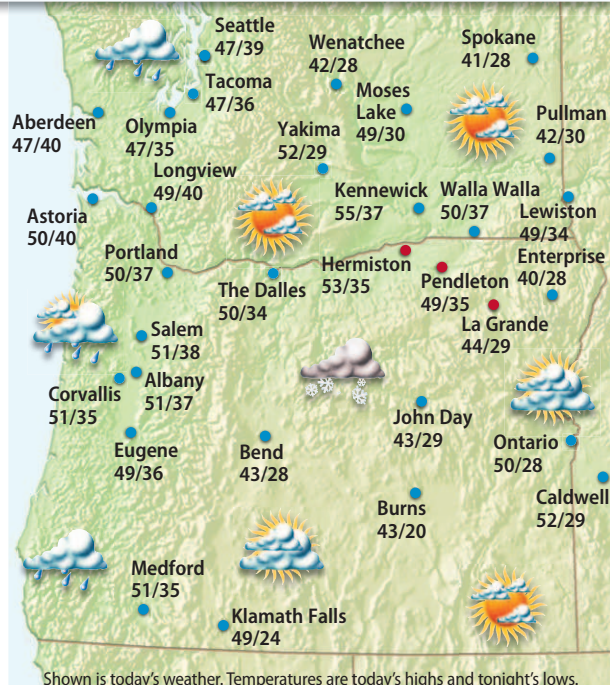 Seattle
47/39
Wenatchee
42/28
Spokane
41/28
Tacoma
47/36
Moses
Lake
49/30
Aberdeen
47/40
Olympia
47/35
Yakima
52/29
Pullman
42/30
Longview
49/40
Kennewick
55/37
Walla Walla
50/37
Lewiston
49/34
Astoria
50/40
Portland
50/37
The Dalles
50/34
Hermiston
53/35
Pendleton
49/35
Enterprise
40/28
La Grande
44/29
Salem
51/38
Corvallis
51/35
Albany
51/37
John Day
43/29
Eugene
49/36
Bend
43/28
Ontario
50/28
Burns
43/20
Caldwell
52/29
Medford
51/35
Klamath Falls
49/24
Shown is today's weather. Temperatures are today's highs and tonight's lows.